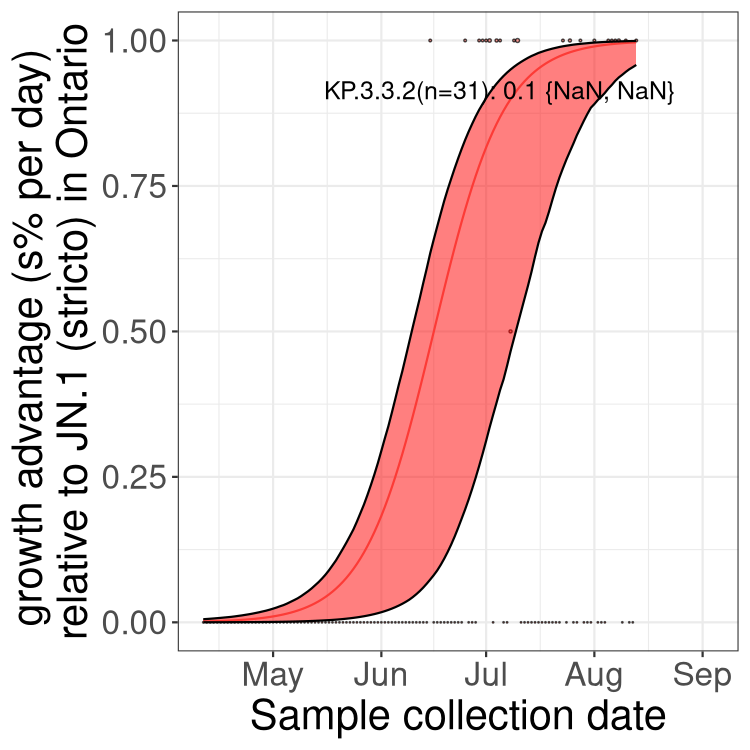 growth advantage (s% per day)
relative to JN.1 (stricto) in Ontario
1.00
0.75
0.50
0.25
0.00
KP.3.3.2(n=31): 0.1 {NaN, NaN}
May Jun Jul Aug Sep
Sample collection date